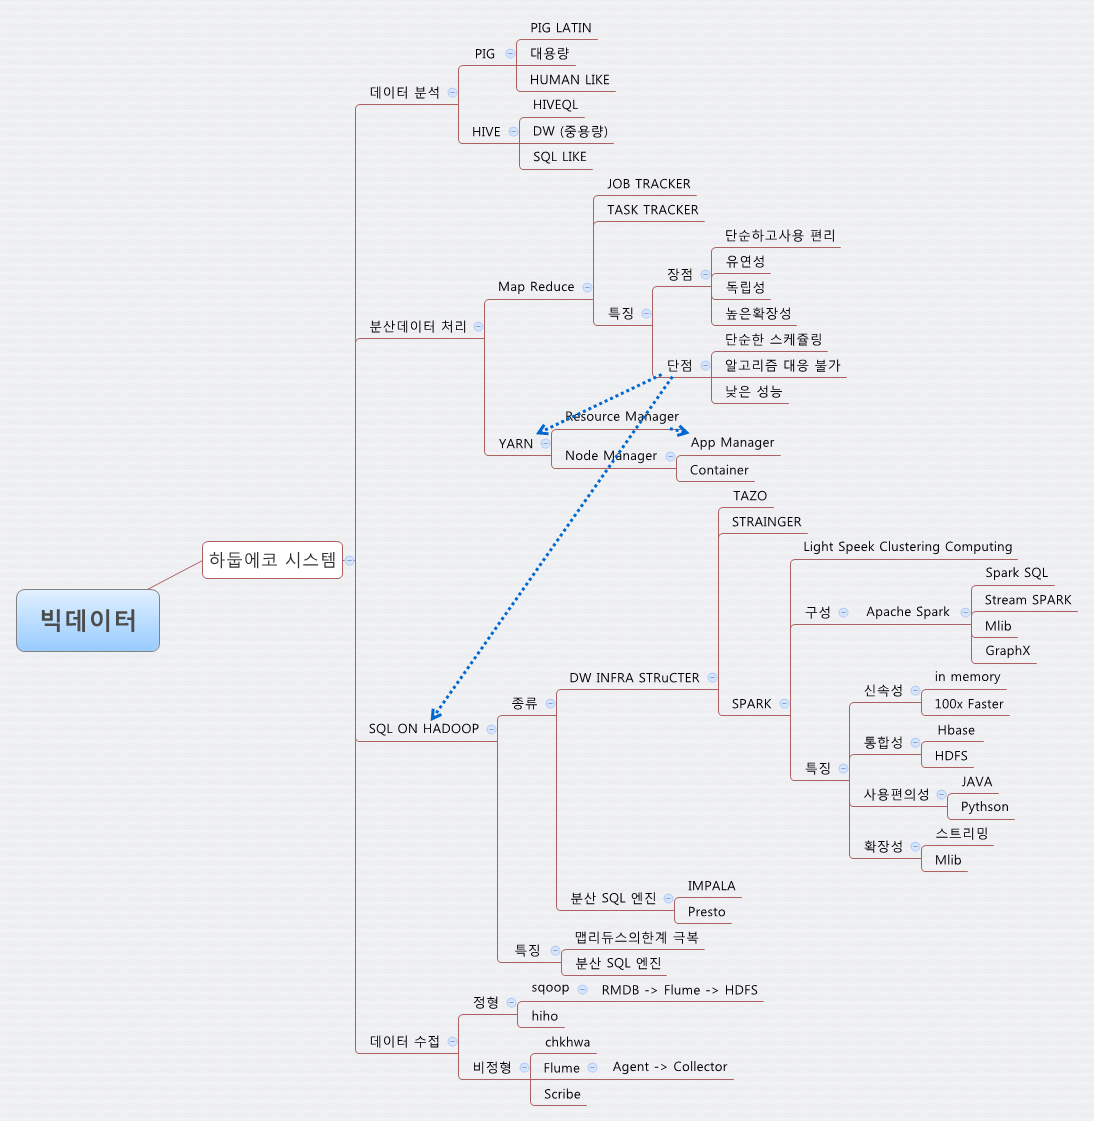 PIG LATIN
PIG
대용량
HUMAN LIKE
데이터 분석
HIVEQL
HIVE
DW (중용량)
SQL LIKE
JOB TRACKER
TASK TRACKER
단순하고사용 편리
장점
유연성
Map Reduce
독립성
특징
높은확장성
분산데이터 처리
단순한 스케쥴링
단점
알고리즘 대응 불가
낮은 성능
Resource Manager
YARN
App Manager
Node Manager
Container
TAZO
STRAINGER
하둡에코 시스템
Light Speek Clustering Computing
Spark SQL
Stream SPARK
구성
Apache Spark
Mlib
빅데이터
GraphX
DW INFRA STRuCTER
in memory
신속성
종류
SPARK
100x Faster
SQL ON HADOOP
Hbase
통합성
HDFS
특징
JAVA
사용편의성
Pythson
스트리밍
확장성
Mlib
IMPALA
분산 SQL 엔진
Presto
맵리듀스의한계 극복
특징
분산 SQL 엔진
sqoop
RMDB -> Flume -> HDFS
정형
hiho
데이터 수접
chkhwa
비정형
Flume
Agent -> Collector
Scribe